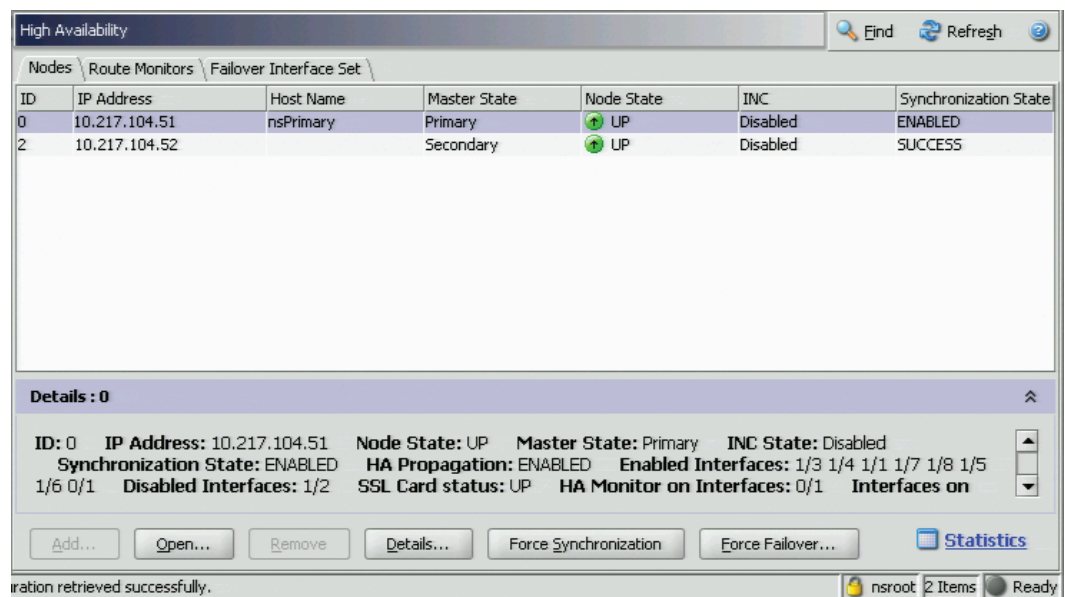 High Availability Find Refresh
Nodes Route Monitors Failover Interface Set
ID IP Address Host Name Master State Node State INC Synchronization State
0 10.217.104.51 nsPrimary Primary UP Disabled ENABLED
2 10.217.104.52 Secondary UP Disabled SUCCESS
Details : 0
ID: 0 IP Address: 10.217.104.51 Node State: UP Master State: Primary INC State: Disabled
Synchronization State: ENABLED HA Propagation: ENABLED Enabled Interfaces: 1/3 1/4 1/1 1/7 1/8 1/5
1/6 0/1 Disabled Interfaces: 1/2 SSL Card status: UP HA Monitor on Interfaces: 0/1 Interfaces on
Add... Open... Remove Details... Force Synchronization Force Failover... Statistics
uration retrieved successfully. nsroot 2 Items Ready